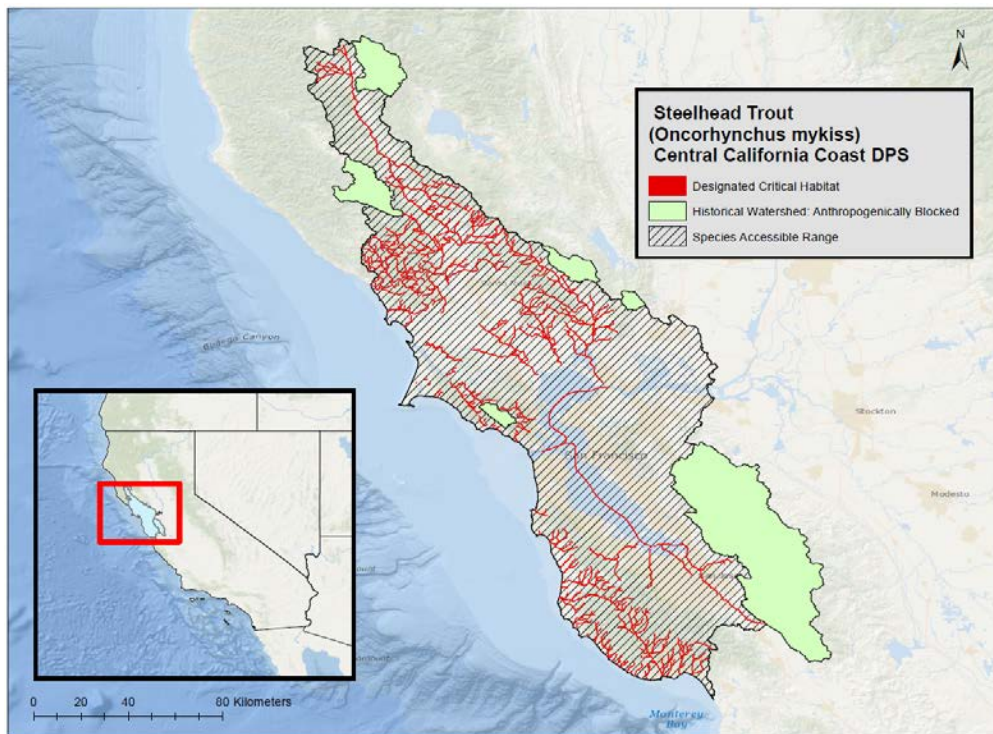 N
Steelhead Trout
(Oncorhynchus mykiss)
Central California Coast DPS
Designated Critical Habitat
Historical Watershed: Anthropogenically Blocked
Species Accessible Range
Bodega Canyon
Stockton
San Francisco
Modesto
0 20 40 80 Kilometers
Monterey
Bay